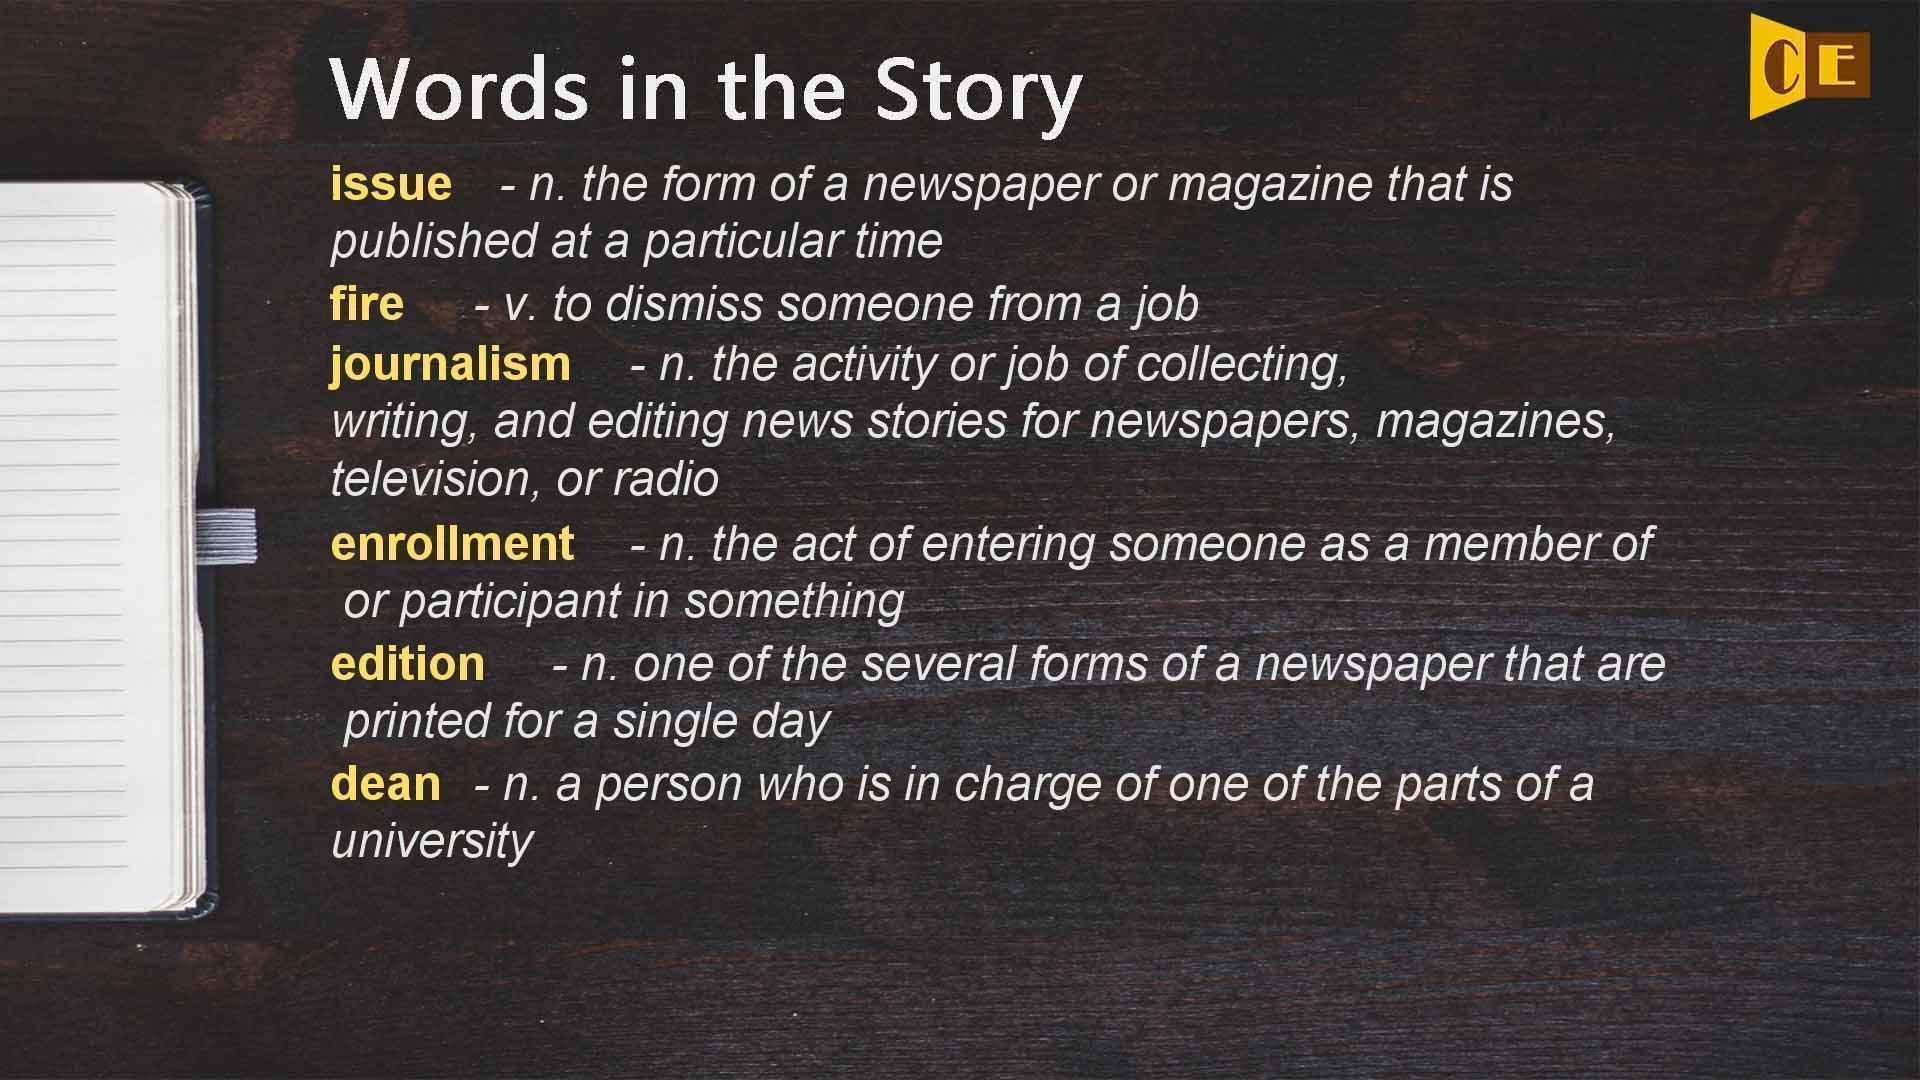 Words in the Story
CE
issue - n. the form of a newspaper or magazine that is
published at a particular time
fire - v. to dismiss someone from a job
journalism - n. the activity or job of collecting,
writing, and editing news stories for newspapers, magazines,
television, or radio
enrollment - n. the act of entering someone as a member of
or participant in something
edition - n. one of the several forms of a newspaper that are
printed for a single day
dean - n. a person who is in charge of one of the parts of a
university